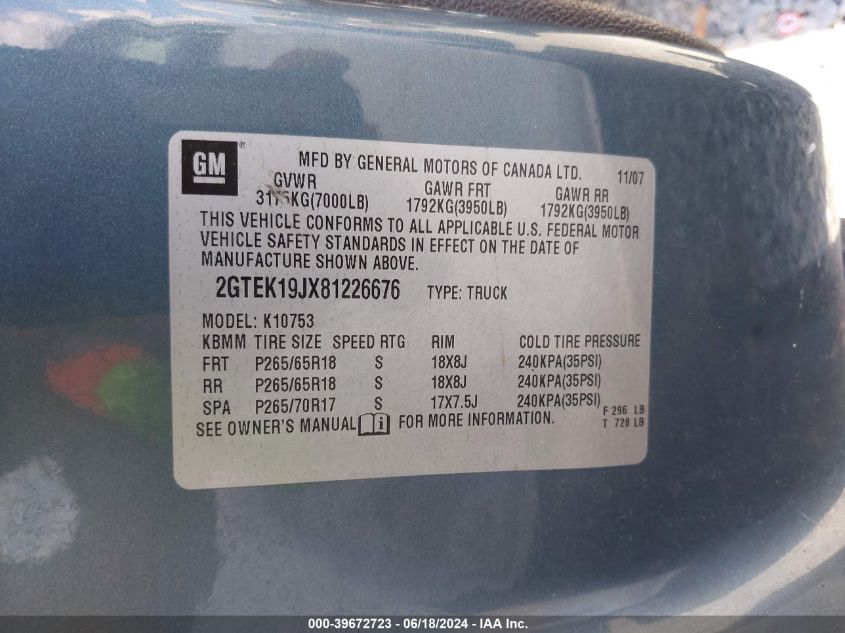 GM ®
MFD BY GENERAL MOTORS OF CANADA LTD. 11/07
GVWR GAWR FRT GAWR RR
3175KG(7000LB) 1792KG(3950LB) 1792KG(3950LB)
THIS VEHICLE CONFORMS TO ALL APPLICABLE U.S. FEDERAL MOTOR
VEHICLE SAFETY STANDARDS IN EFFECT ON THE DATE OF
MANUFACTURE SHOWN ABOVE.
2GTEK19JX81226676 TYPE: TRUCK
MODEL: K10753
KBMM TIRE SIZE SPEED RTG RIM COLD TIRE PRESSURE
FRT P265/65R18 S 18X8J 240KPA(35PSI)
RR P265/65R18 S 18X8J 240KPA(35PSI)
SPA P265/70R17 S 17X7.5J 240KPA(35PSI)
SEE OWNER'S MANUAL i FOR MORE INFORMATION.
F 296 LB
T 728 LB
000-39672723 - 06/18/2024 - IAA Inc.